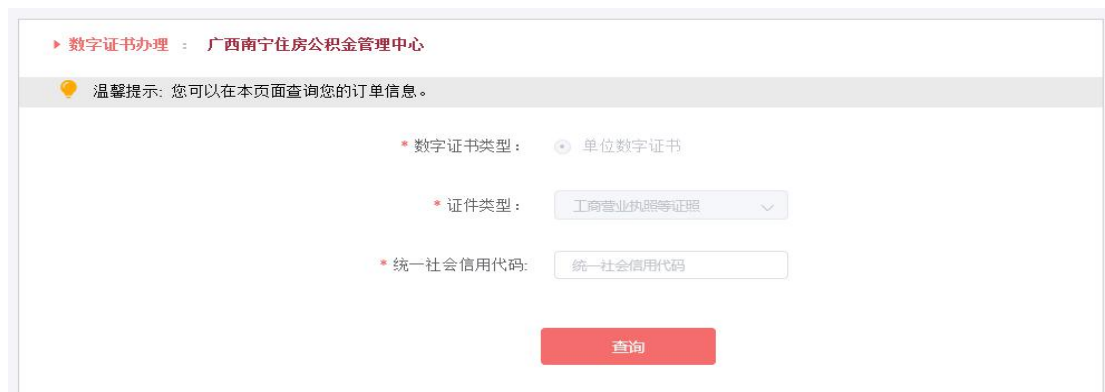 数字证书办理 : 广西南宁住房公积金管理中心
温馨提示: 您可以在本页面查询您的订单信息。
* 数字证书类型： 单位数字证书
* 证件类型： 工商营业执照等证照
* 统一社会信用代码: 统一社会信用代码
查询